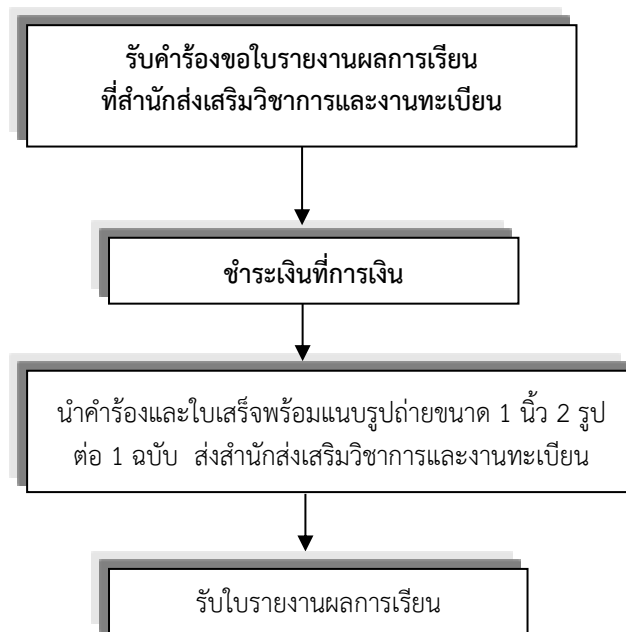 รับคำร้องขอใบรายงานผลการเรียน
ที่สำนักส่งเสริมวิชาการและงานทะเบียน
ชำระเงินที่การเงิน
นำคำร้องและใบเสร็จพร้อมแนบรูปถ่ายขนาด 1 นิ้ว 2 รูป
ต่อ 1 ฉบับ ส่งสำนักส่งเสริมวิชาการและงานทะเบียน
รับใบรายงานผลการเรียน